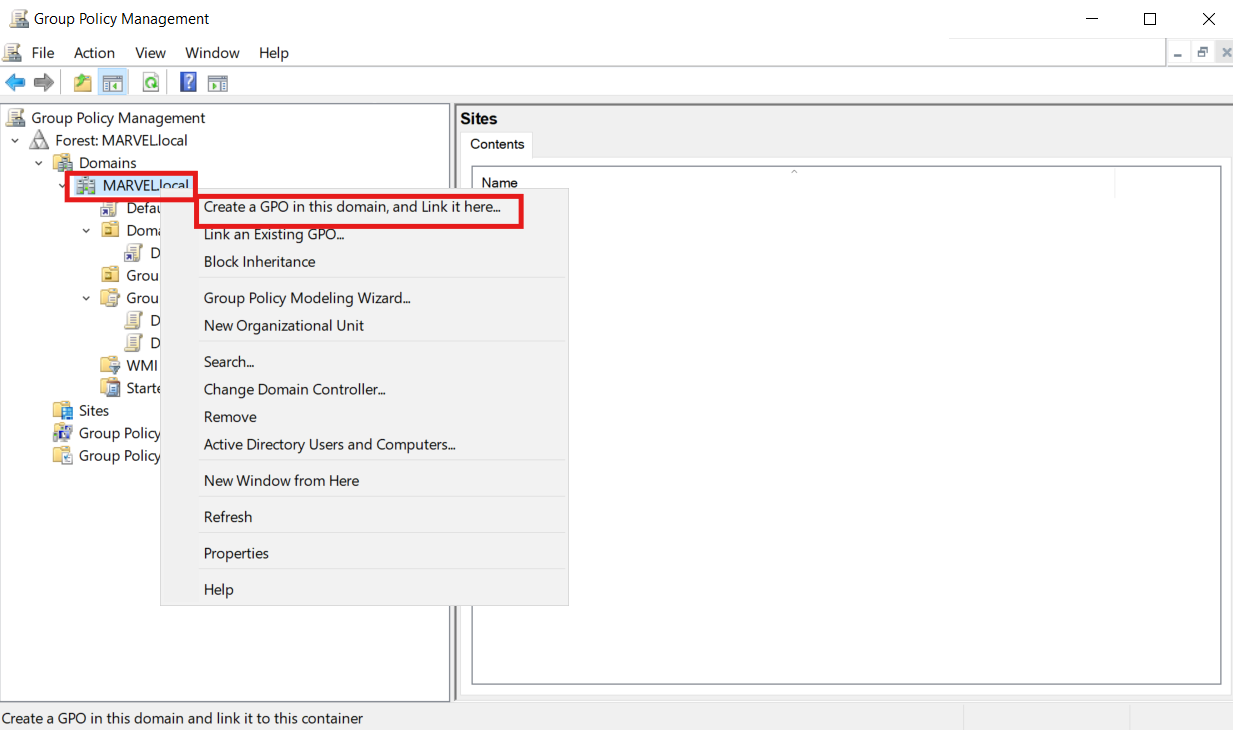 Group Policy Management
File Action View Window Help
Group Policy Management
Forest: MARVEL.local
Domains
MARVEL.local
Defau
Doma
D
Grou
Grou
D
D
WMI
Starte
Sites
Group Policy
Group Policy
Create a GPO in this domain, and Link it here...
Link an Existing GPO...
Block Inheritance
Group Policy Modeling Wizard...
New Organizational Unit
Search...
Change Domain Controller...
Remove
Active Directory Users and Computers...
New Window from Here
Refresh
Properties
Help
Sites
Contents
Name
Create a GPO in this domain and link it to this container